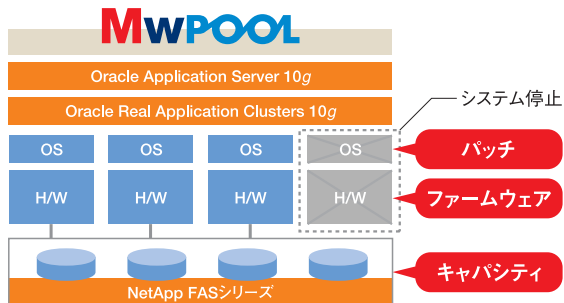 MWPOOL
Oracle Application Server 10g
Oracle Real Application Clusters 10g
システム停止
OS OS OS OS
パッチ
H/W H/W H/W H/W
ファームウェア
キャパシティ
NetApp FASシリーズ